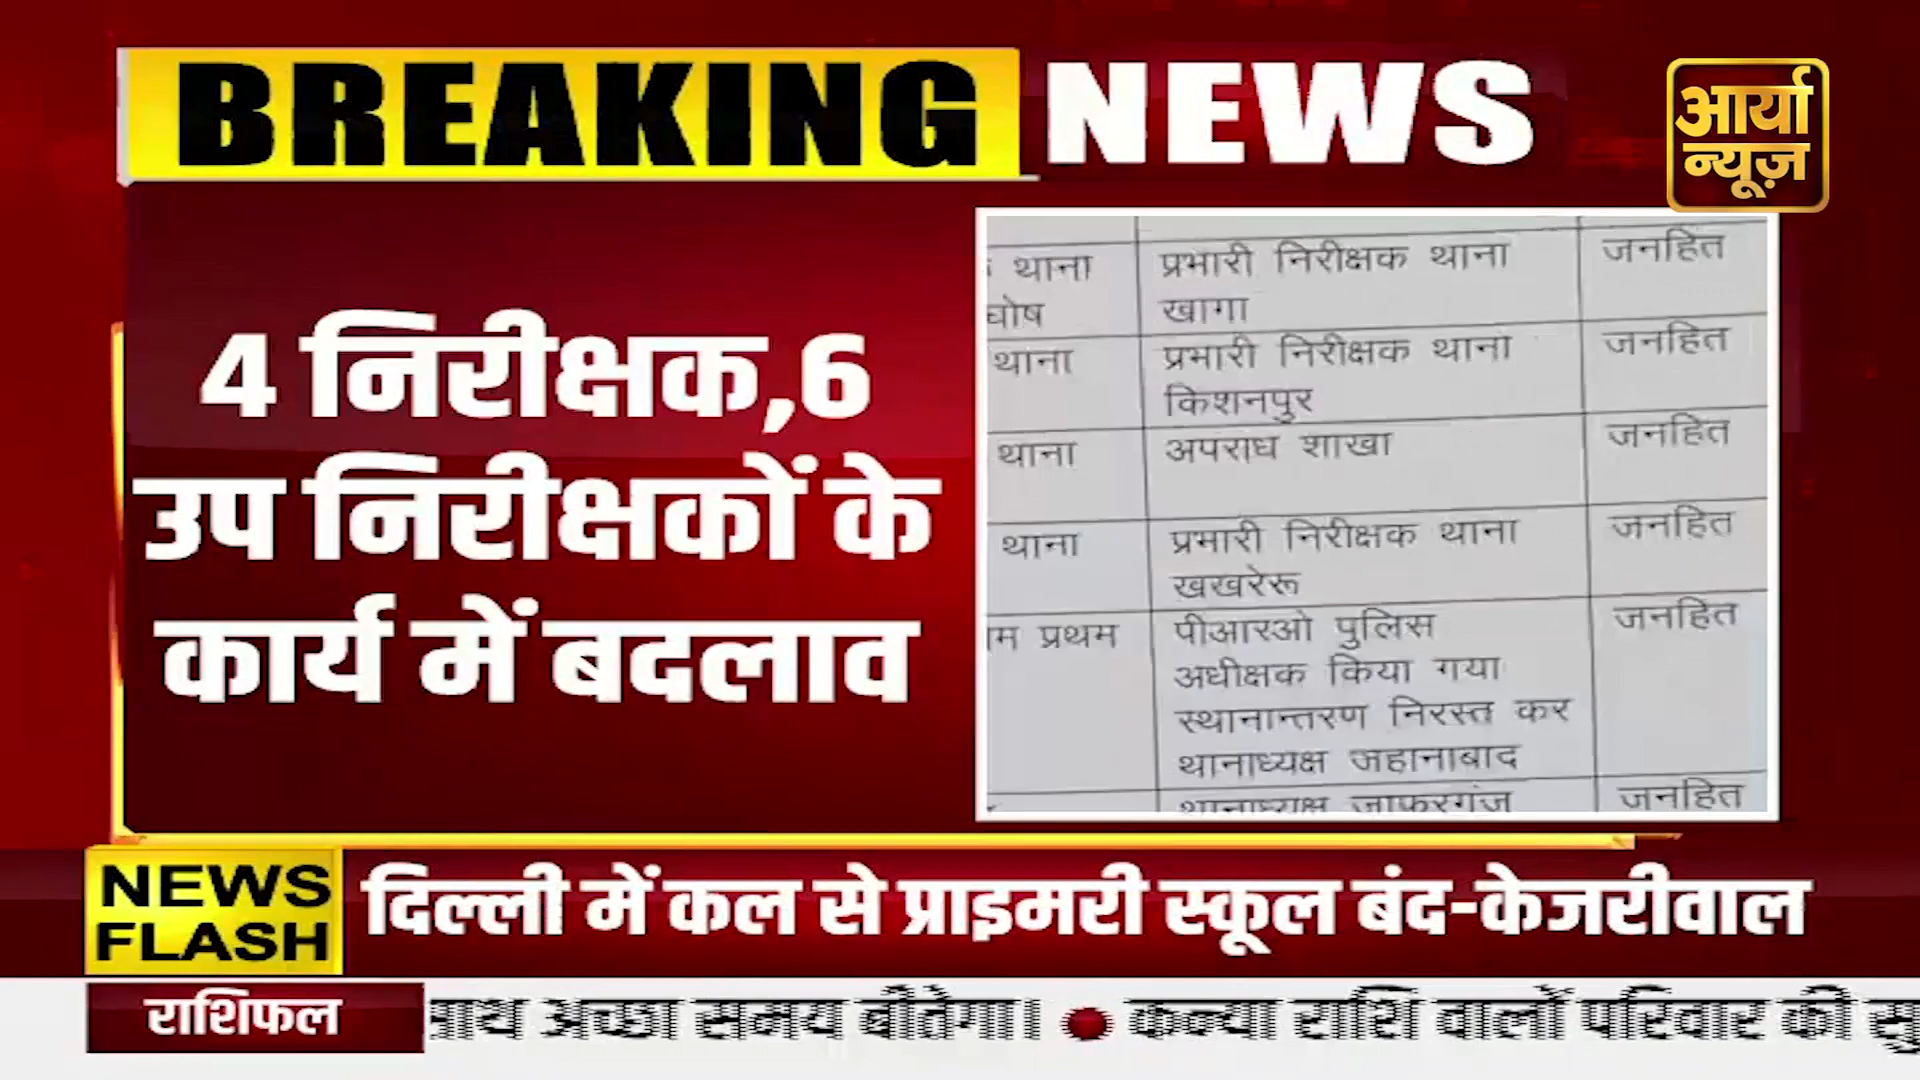 BREAKING NEWS
आर्या
न्यूज़
4 निरीक्षक,6
उप निरीक्षकों के
कार्य में बदलाव
थाना
प्रभारी निरीक्षक थाना
खागा
जनहित
थाना
प्रभारी निरीक्षक थाना
किशनपुर
जनहित
थाना
अपराध शाखा
जनहित
थाना
प्रभारी निरीक्षक थाना
खखरेरू
जनहित
प्रथम
पीआरओ पुलिस
अधीक्षक किया गया
स्थानान्तरण निरस्त कर
थानाध्यक्ष जहानाबाद
जनहित
थानाध्यक्ष जाफरगंज
जनहित
NEWS
FLASH
दिल्ली में कल से प्राइमरी स्कूल बंद-केजरीवाल
राशिफल
अच्छा समय बीतेगा। ● कन्या राशि वालों परिवार की